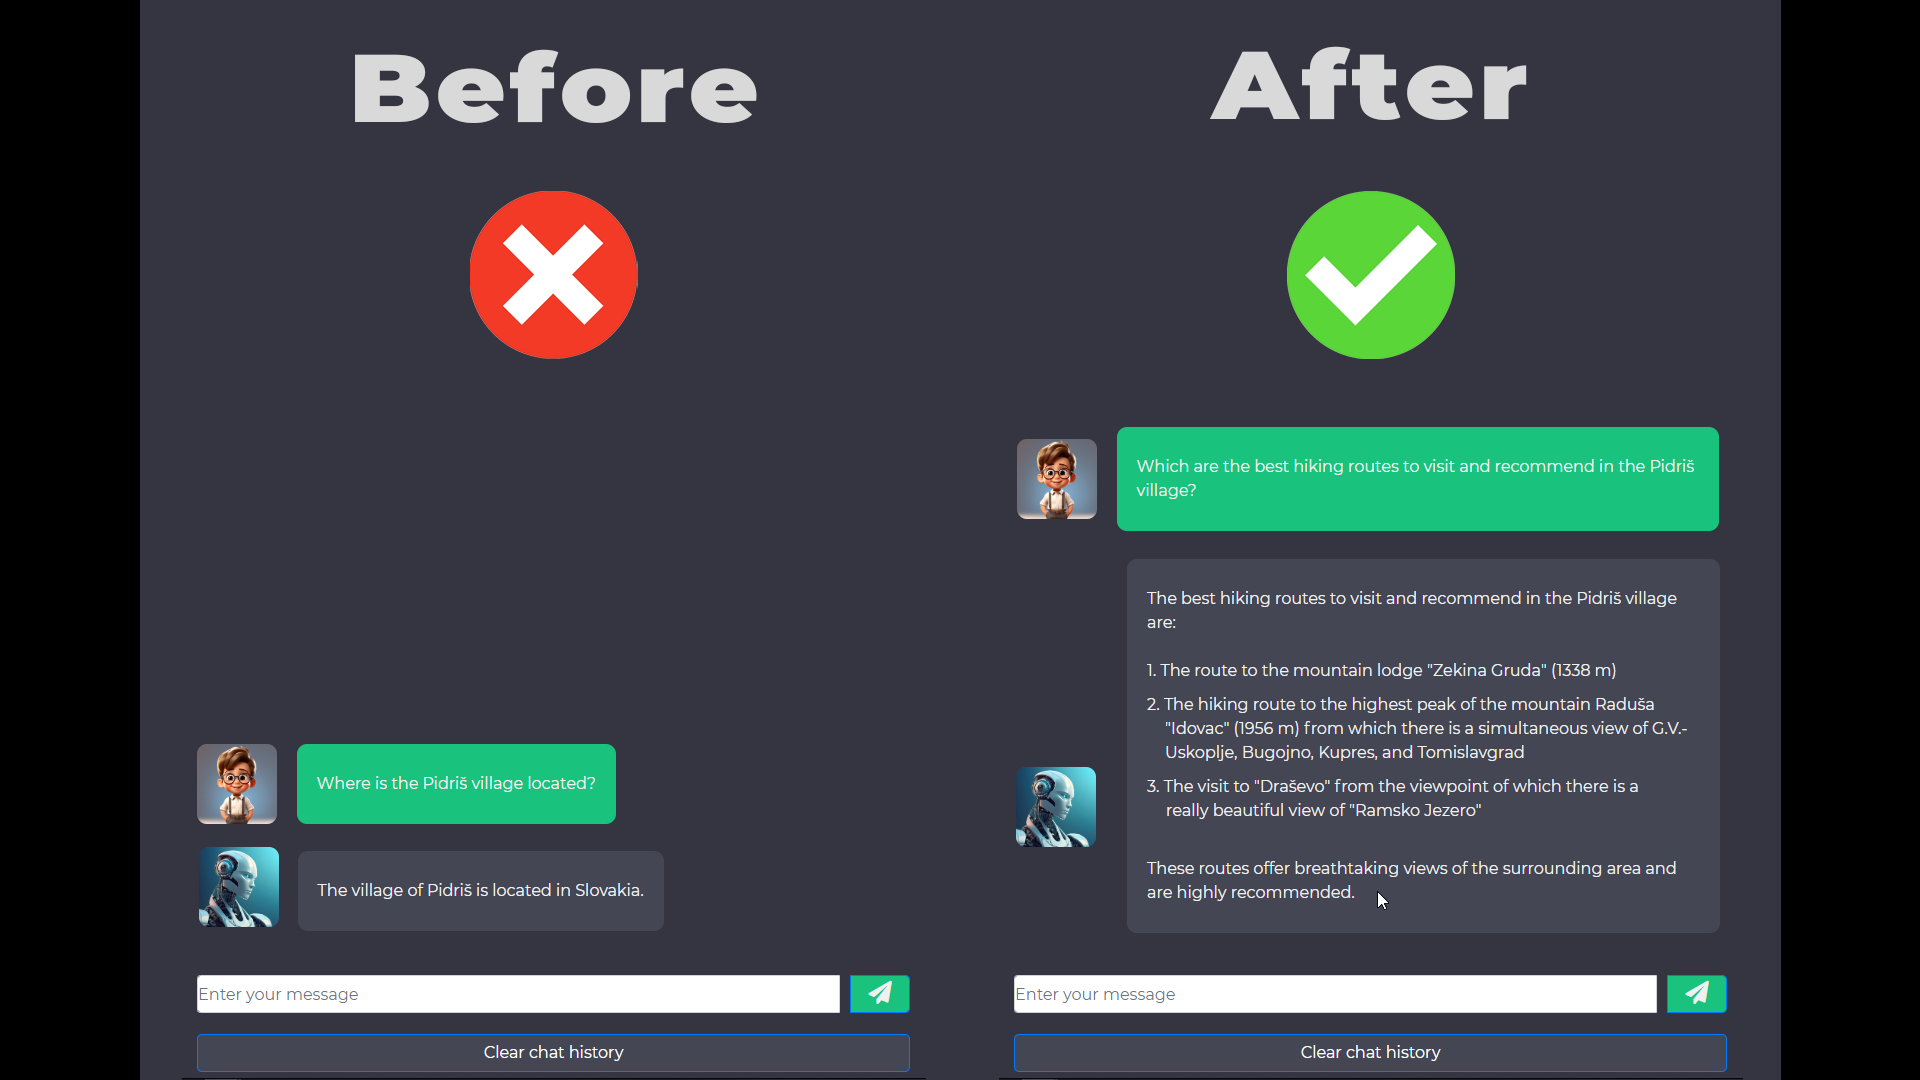 Before
Where is the Pidriš village located?
The village of Pidriš is located in Slovakia.
Enter your message
Clear chat history
After
Which are the best hiking routes to visit and recommend in the Pidriš
village?
The best hiking routes to visit and recommend in the Pidriš village
are:
1. The route to the mountain lodge "Zekina Gruda" (1338 m)
2. The hiking route to the highest peak of the mountain Raduša
"Idovac" (1956 m) from which there is a simultaneous view of G.V.-
Uskoplje, Bugojno, Kupres, and Tomislavgrad
3. The visit to "Draševo" from the viewpoint of which there is a
really beautiful view of "Ramsko Jezero"
These routes offer breathtaking views of the surrounding area and
are highly recommended.
Enter your message
Clear chat history